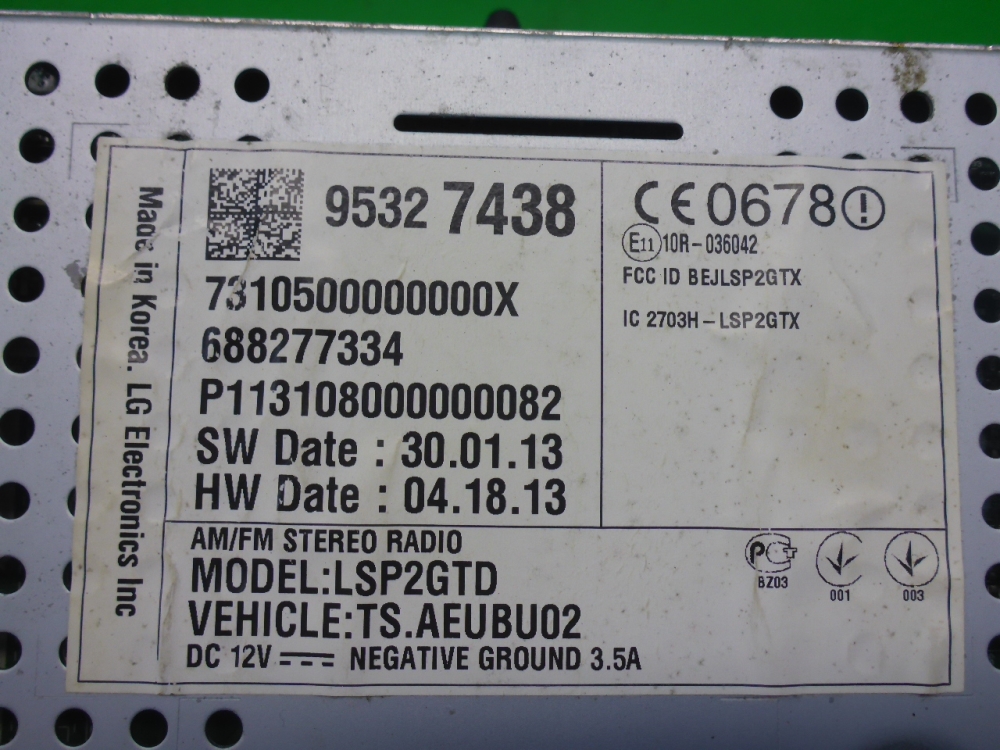 Made in Korea. LG Electronics Inc
9532 7438
7310500000000X
688277334
P113108000000082
SW Date : 30.01.13
HW Date : 04.18.13
CE0678
E11 10R-036042
FCC ID BEJLSP2GTX
IC 2703H-LSP2GTX
AM/FM STEREO RADIO
MODEL:LSP2GTD
VEHICLE:TS.AEUBU02
DC 12V NEGATIVE GROUND 3.5A
BZ03
001
003